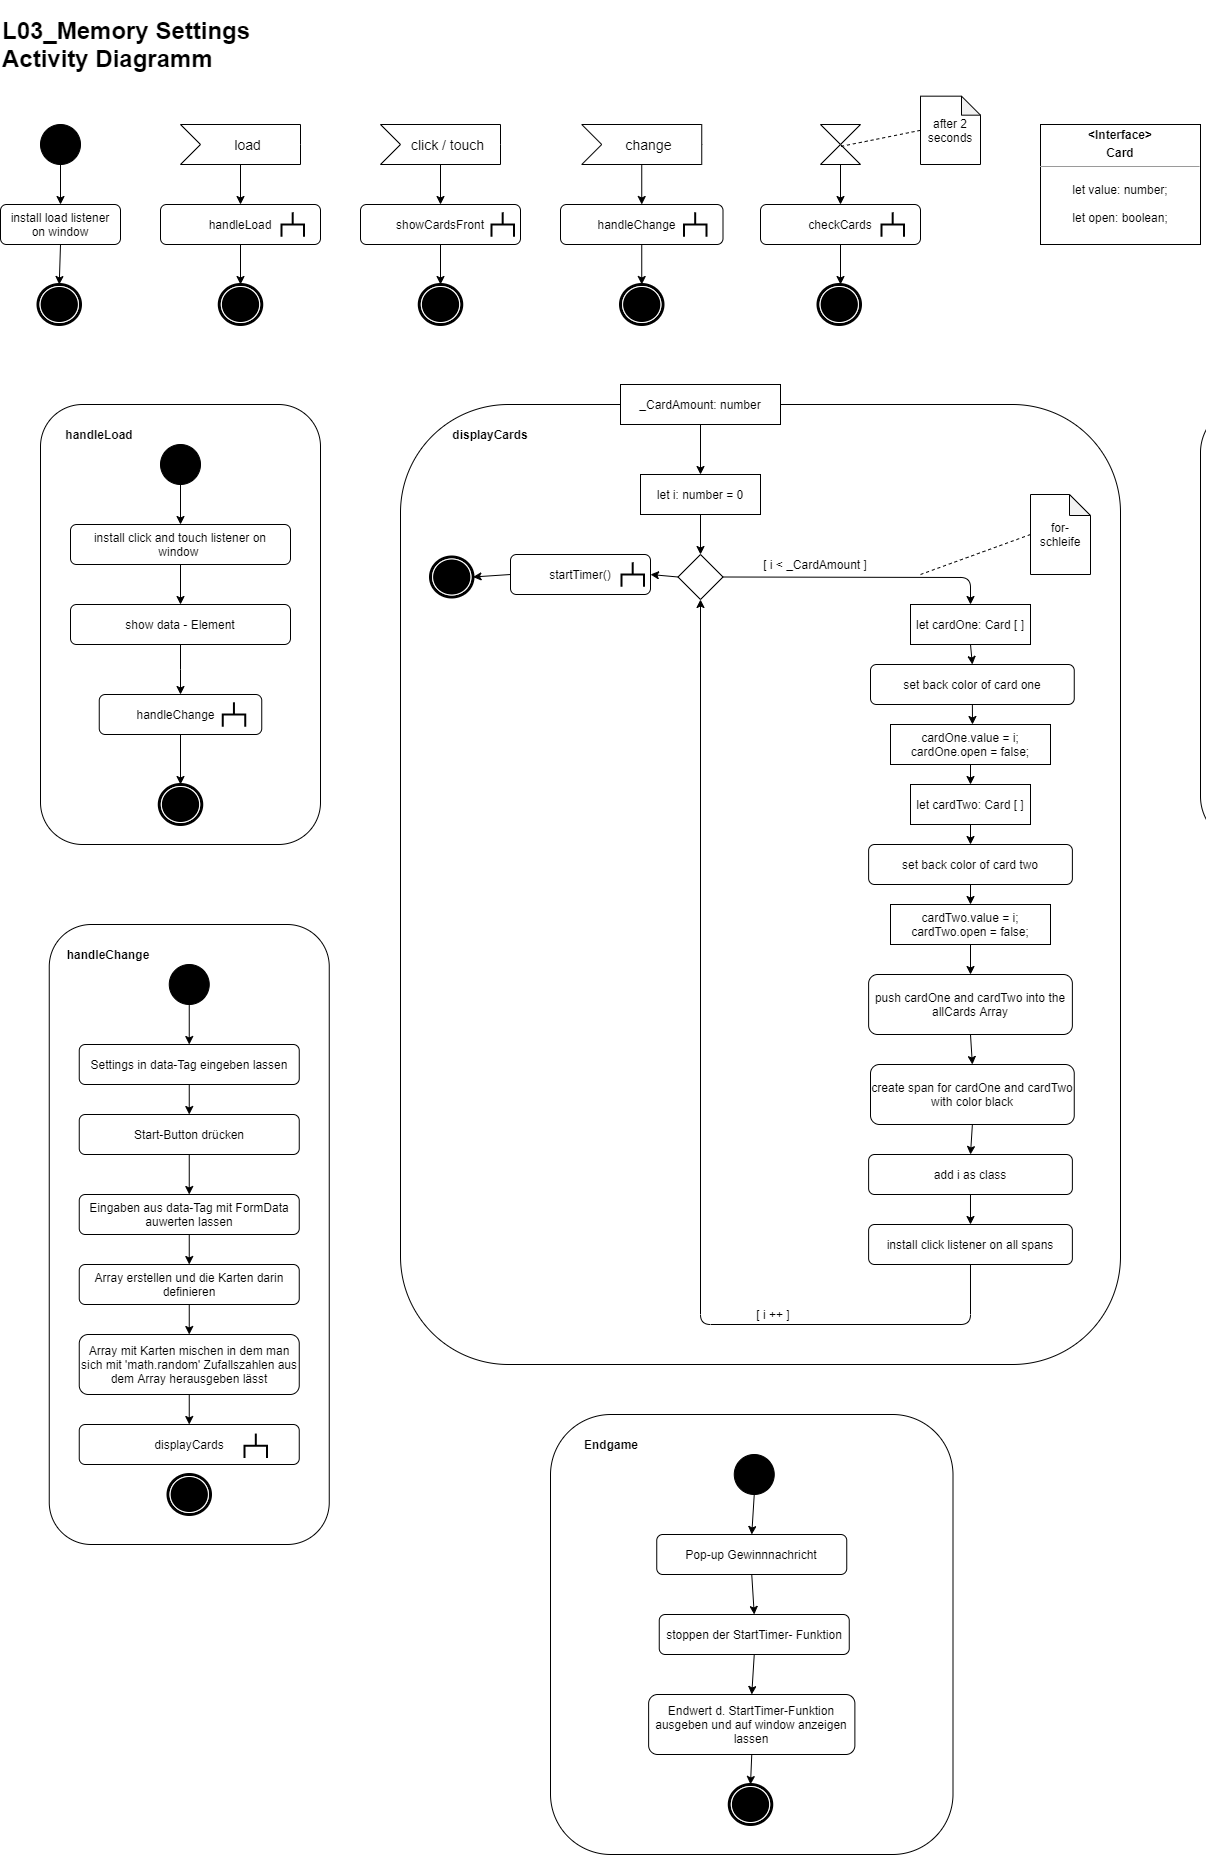 L03_Memory Settings
Activity Diagramm
load
click / touch
change
after 2
seconds
<Interface>
Card
let value: number;
let open: boolean;
install load listener
on window
handleLoad
showCardsFront
handleChange
checkCards
handleLoad
install click and touch listener on
window
show data - Element
handleChange
displayCards
_CardAmount: number
let i: number = 0
startTimer()
[ i < _CardAmount ]
for-
schleife
let cardOne: Card [ ]
set back color of card one
cardOne.value = i;
cardOne.open = false;
let cardTwo: Card [ ]
set back color of card two
cardTwo.value = i;
cardTwo.open = false;
push cardOne and cardTwo into the
allCards Array
create span for cardOne and cardTwo
with color black
add i as class
install click listener on all spans
[ i ++ ]
handleChange
Settings in data-Tag eingeben lassen
Start-Button drücken
Eingaben aus data-Tag mit FormData
auwerten lassen
Array erstellen und die Karten darin
definieren
Array mit Karten mischen in dem man
sich mit 'math.random' Zufallszahlen aus
dem Array herausgeben lässt
displayCards
Endgame
Pop-up Gewinnnachricht
stoppen der StartTimer- Funktion
Endwert d. StartTimer-Funktion
ausgeben und auf window anzeigen
lassen